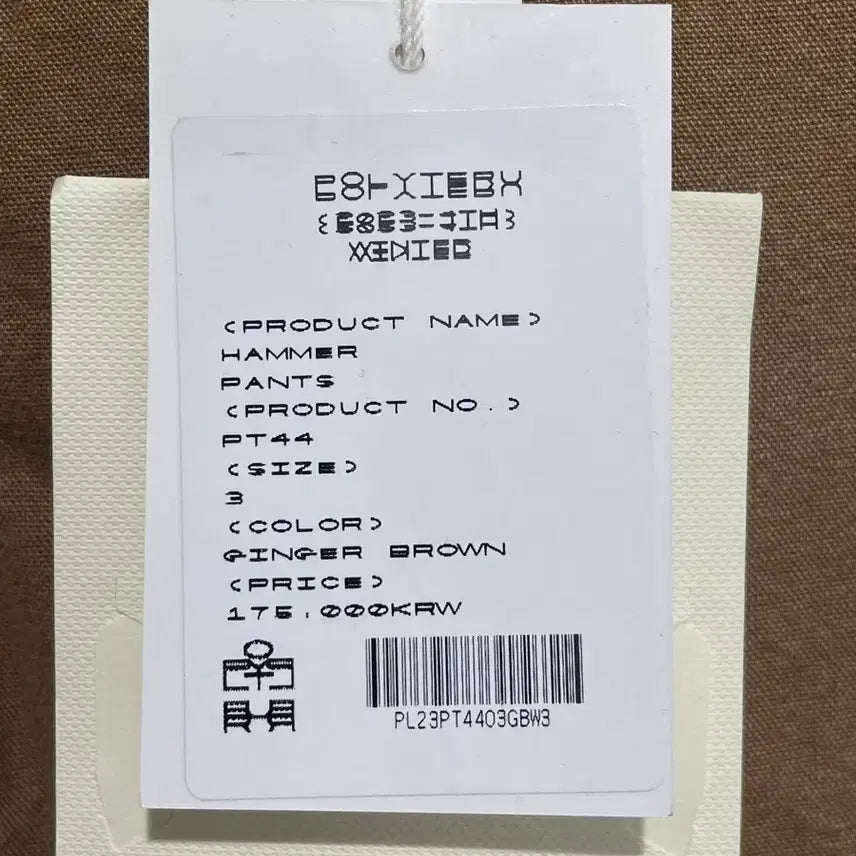 <PRODUCT NAME>
HAMMER
PANTS
<PRODUCT NO.>
PT44
<SIZE>
3
<COLOR>
GINGER BROWN
<PRICE>
175,000KRW
PL23PT4403GBW3